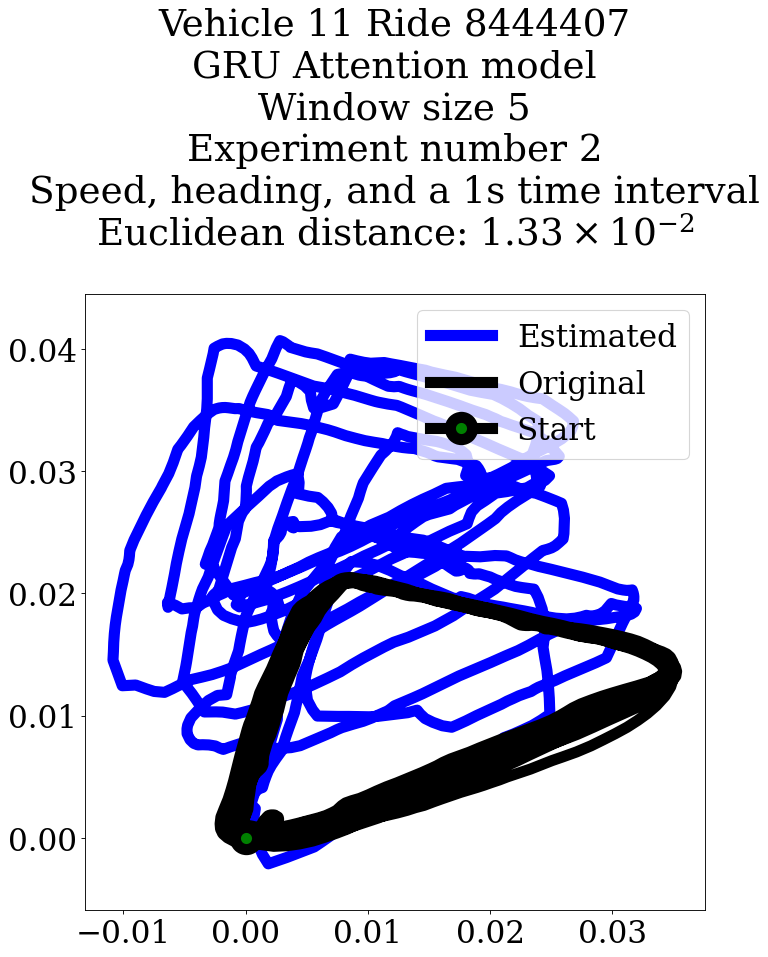 Vehicle 11 Ride 8444407
GRU Attention model
Window size 5
Experiment number 2
Speed, heading, and a 1s time interval
Euclidean distance: 1.33 × 10⁻²
Estimated
Original
Start
0.04
0.03
0.02
0.01
0.00
−0.01 0.00 0.01 0.02 0.03